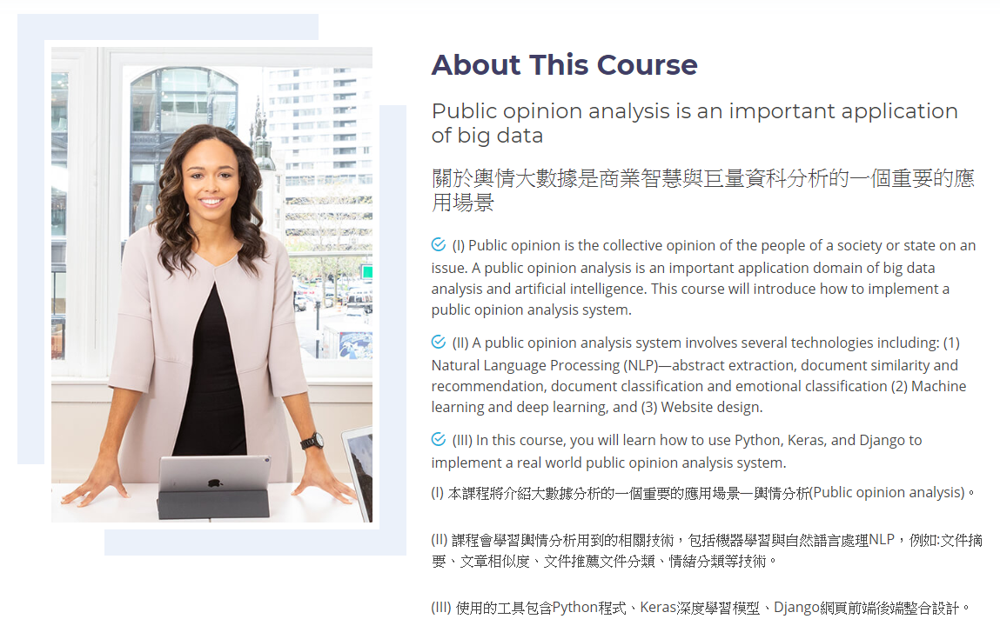 About This Course
Public opinion analysis is an important application
of big data
關於輿情大數據是商業智慧與巨量資料分析的一個重要的應
用場景
(I) Public opinion is the collective opinion of the people of a society or state on an
issue. A public opinion analysis is an important application domain of big data
analysis and artificial intelligence. This course will introduce how to implement a
public opinion analysis system.
(II) A public opinion analysis system involves several technologies including: (1)
Natural Language Processing (NLP)—abstract extraction, document similarity and
recommendation, document classification and emotional classification (2) Machine
learning and deep learning, and (3) Website design.
(III) In this course, you will learn how to use Python, Keras, and Django to
implement a real world public opinion analysis system.
(I) 本課程將介紹大數據分析的一個重要的應用場景—輿情分析(Public opinion analysis)。
(II) 課程會學習輿情分析用到的相關技術，包括機器學習與自然語言處理NLP，例如:文件摘
要、文章相似度、文件推薦文件分類、情緒分類等技術。
(III) 使用的工具包含Python程式、Keras深度學習模型、Django網頁前端後端整合設計。